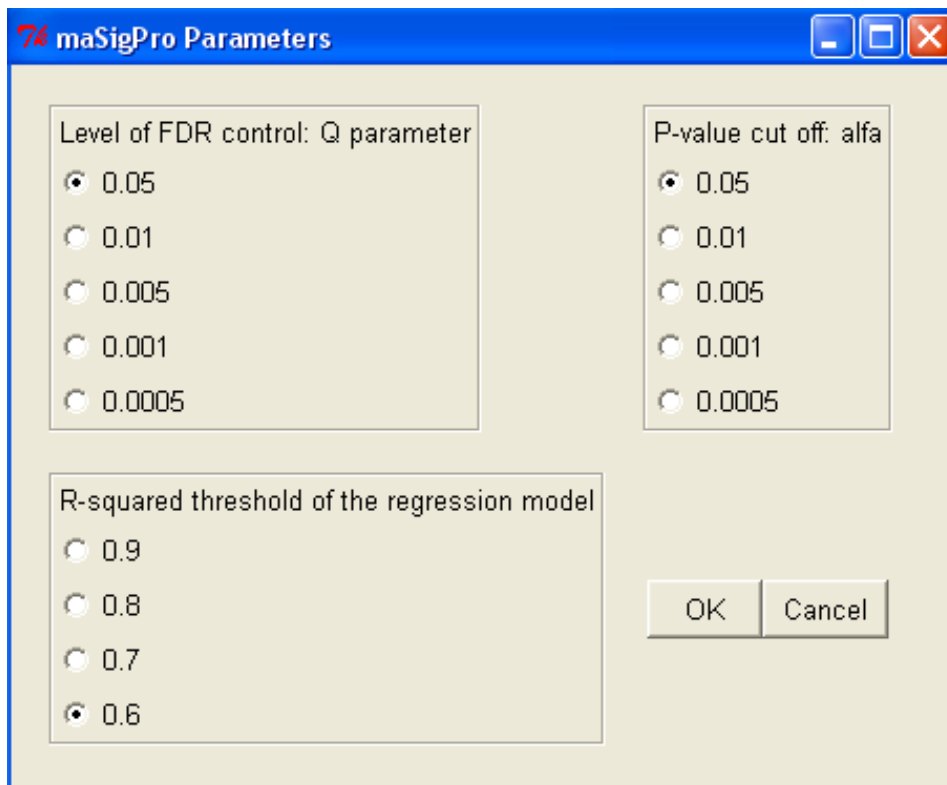 maSigPro Parameters
Level of FDR control: Q parameter
0.05
0.01
0.005
0.001
0.0005
P-value cut off: alfa
0.05
0.01
0.005
0.001
0.0005
R-squared threshold of the regression model
0.9
0.8
0.7
0.6
OK
Cancel